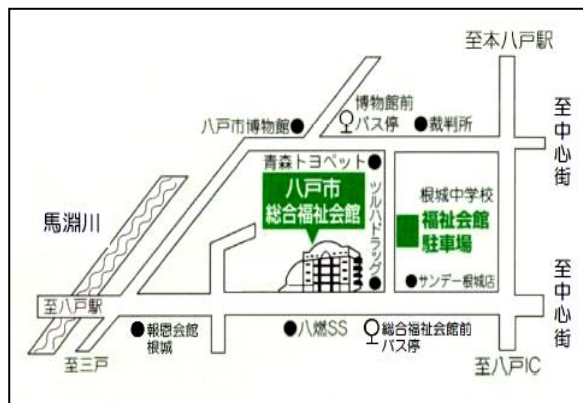 至本八戸駅
博物館前
バス停
八戸市博物館
裁判所
至中心街
青森トヨペット
八戸市
総合福祉会館
ツルハドラッグ
根城中学校
福祉会館
駐車場
馬淵川
サンデー根城店
至中心街
至八戸駅
報恩会館
根城
八燃SS
総合福祉会館前
バス停
至三戸
至八戸IC